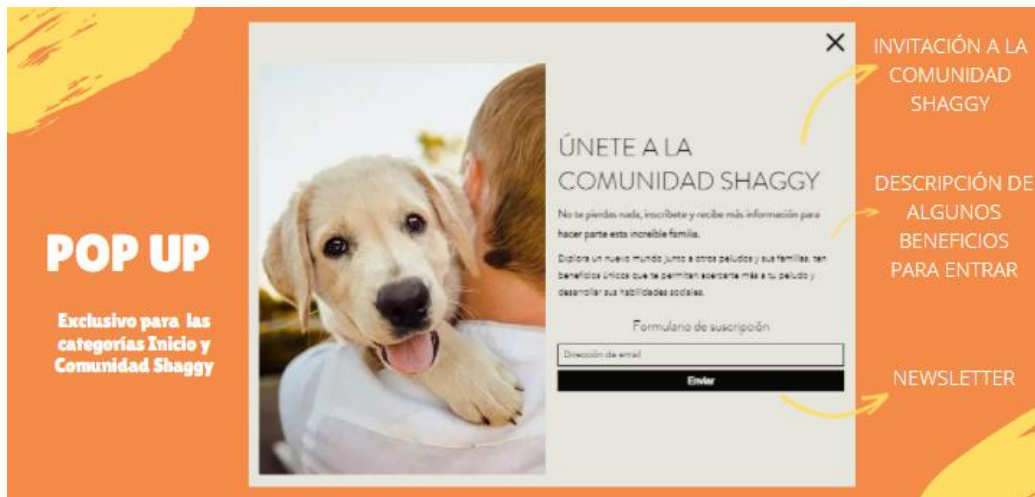 POP UP
Exclusivo para las
categorías Inicio y
Comunidad Shaggy
ÚNETE A LA
COMUNIDAD SHAGGY
No te pierdas nada, inscríbete y recibe más información para
hacer parte esta increíble familia.
Explora un nuevo mundo junto a otros peludos y sus familias, ten
beneficios únicos que te permitan acercarte más a tu peludo y
desarrollar sus habilidades sociales.
Formulario de suscripción
Dirección de email
Enviar
INVITACIÓN A LA
COMUNIDAD
SHAGGY
DESCRIPCIÓN DE
ALGUNOS
BENEFICIOS
PARA ENTRAR
NEWSLETTER